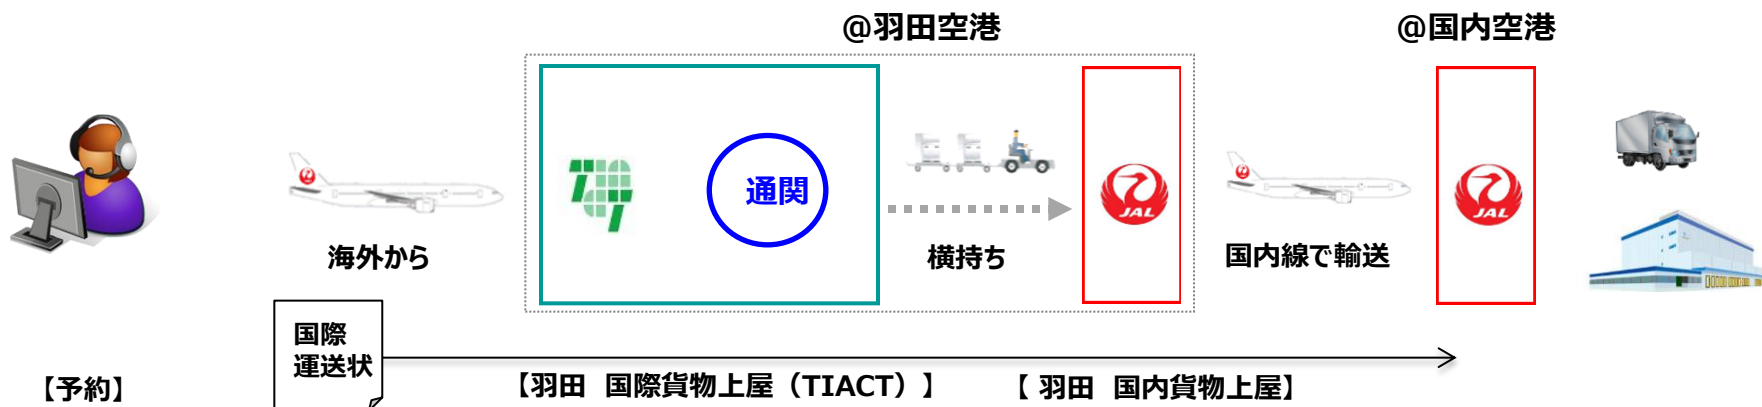 @羽田空港
@国内空港
通関
JAL
JAL
海外から
横持ち
国内線で輸送
国際
運送状
【予約】
【羽田 国際貨物上屋（TIACT）】
【 羽田 国内貨物上屋】